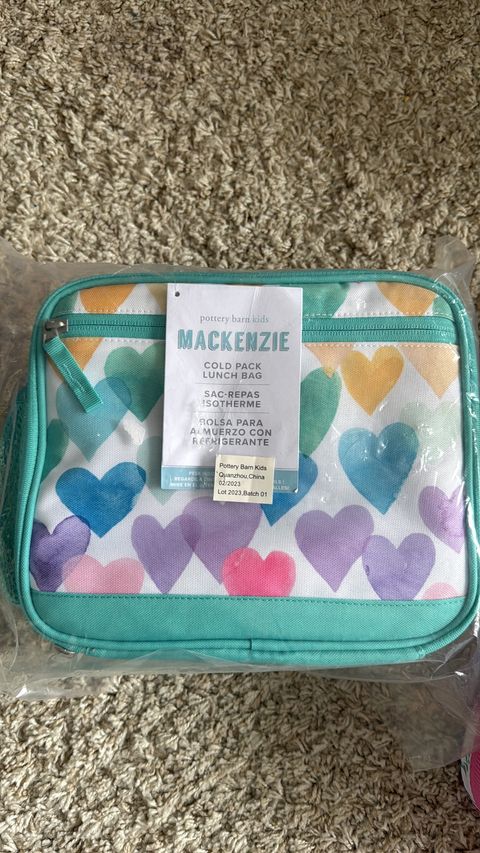 pottery barn kids
MACKENZIE
COLD PACK
LUNCH BAG
SAC-REPAS
ISOTHERME
BOLSA PARA
ALMUERZO CON
REFRIGERANTE
Pottery Barn Kids
Quanzhou,China
02/2023
Lot 2023,Batch 01